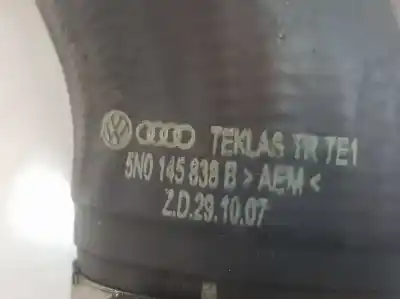 TEKLAS TR TE1
5N0 145 838 B > AEM <
Z.D.29.10.07